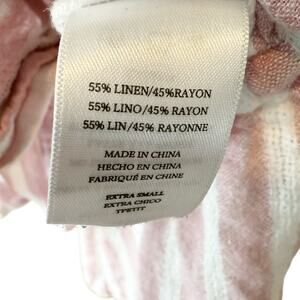 55% LINEN/45%RAYON
55% LINO/45% RAYON
55% LIN/45% RAYONNE
MADE IN CHINA
HECHO EN CHINA
FABRIQUÉ EN CHINE
EXTRA SMALL
EXTRA CHICO
TPETIT